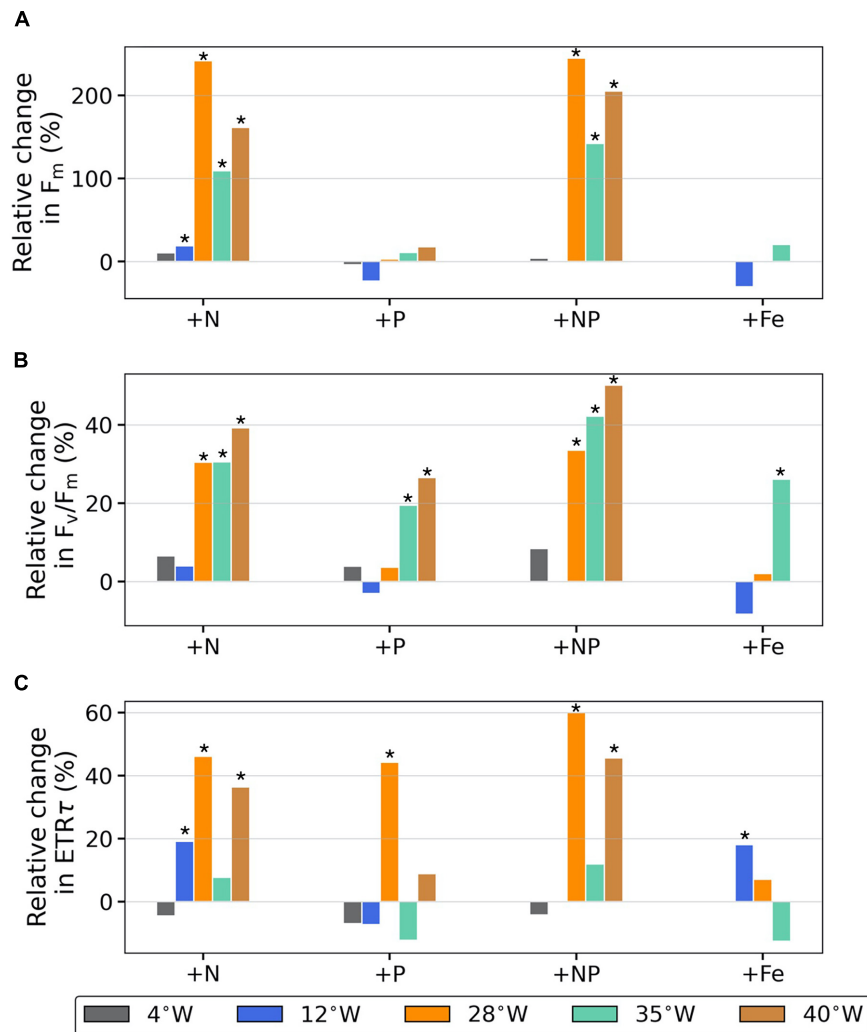 A
Relative change
in Fm (%)
200
100
0
* * * * * * *
+N +P +NP +Fe
B
Relative change
in Fv/Fm (%)
40
20
0
* * * * * * * * *
+N +P +NP +Fe
C
Relative change
in ETRτ (%)
60
40
20
0
* * * * * * *
+N +P +NP +Fe
4°W 12°W 28°W 35°W 40°W